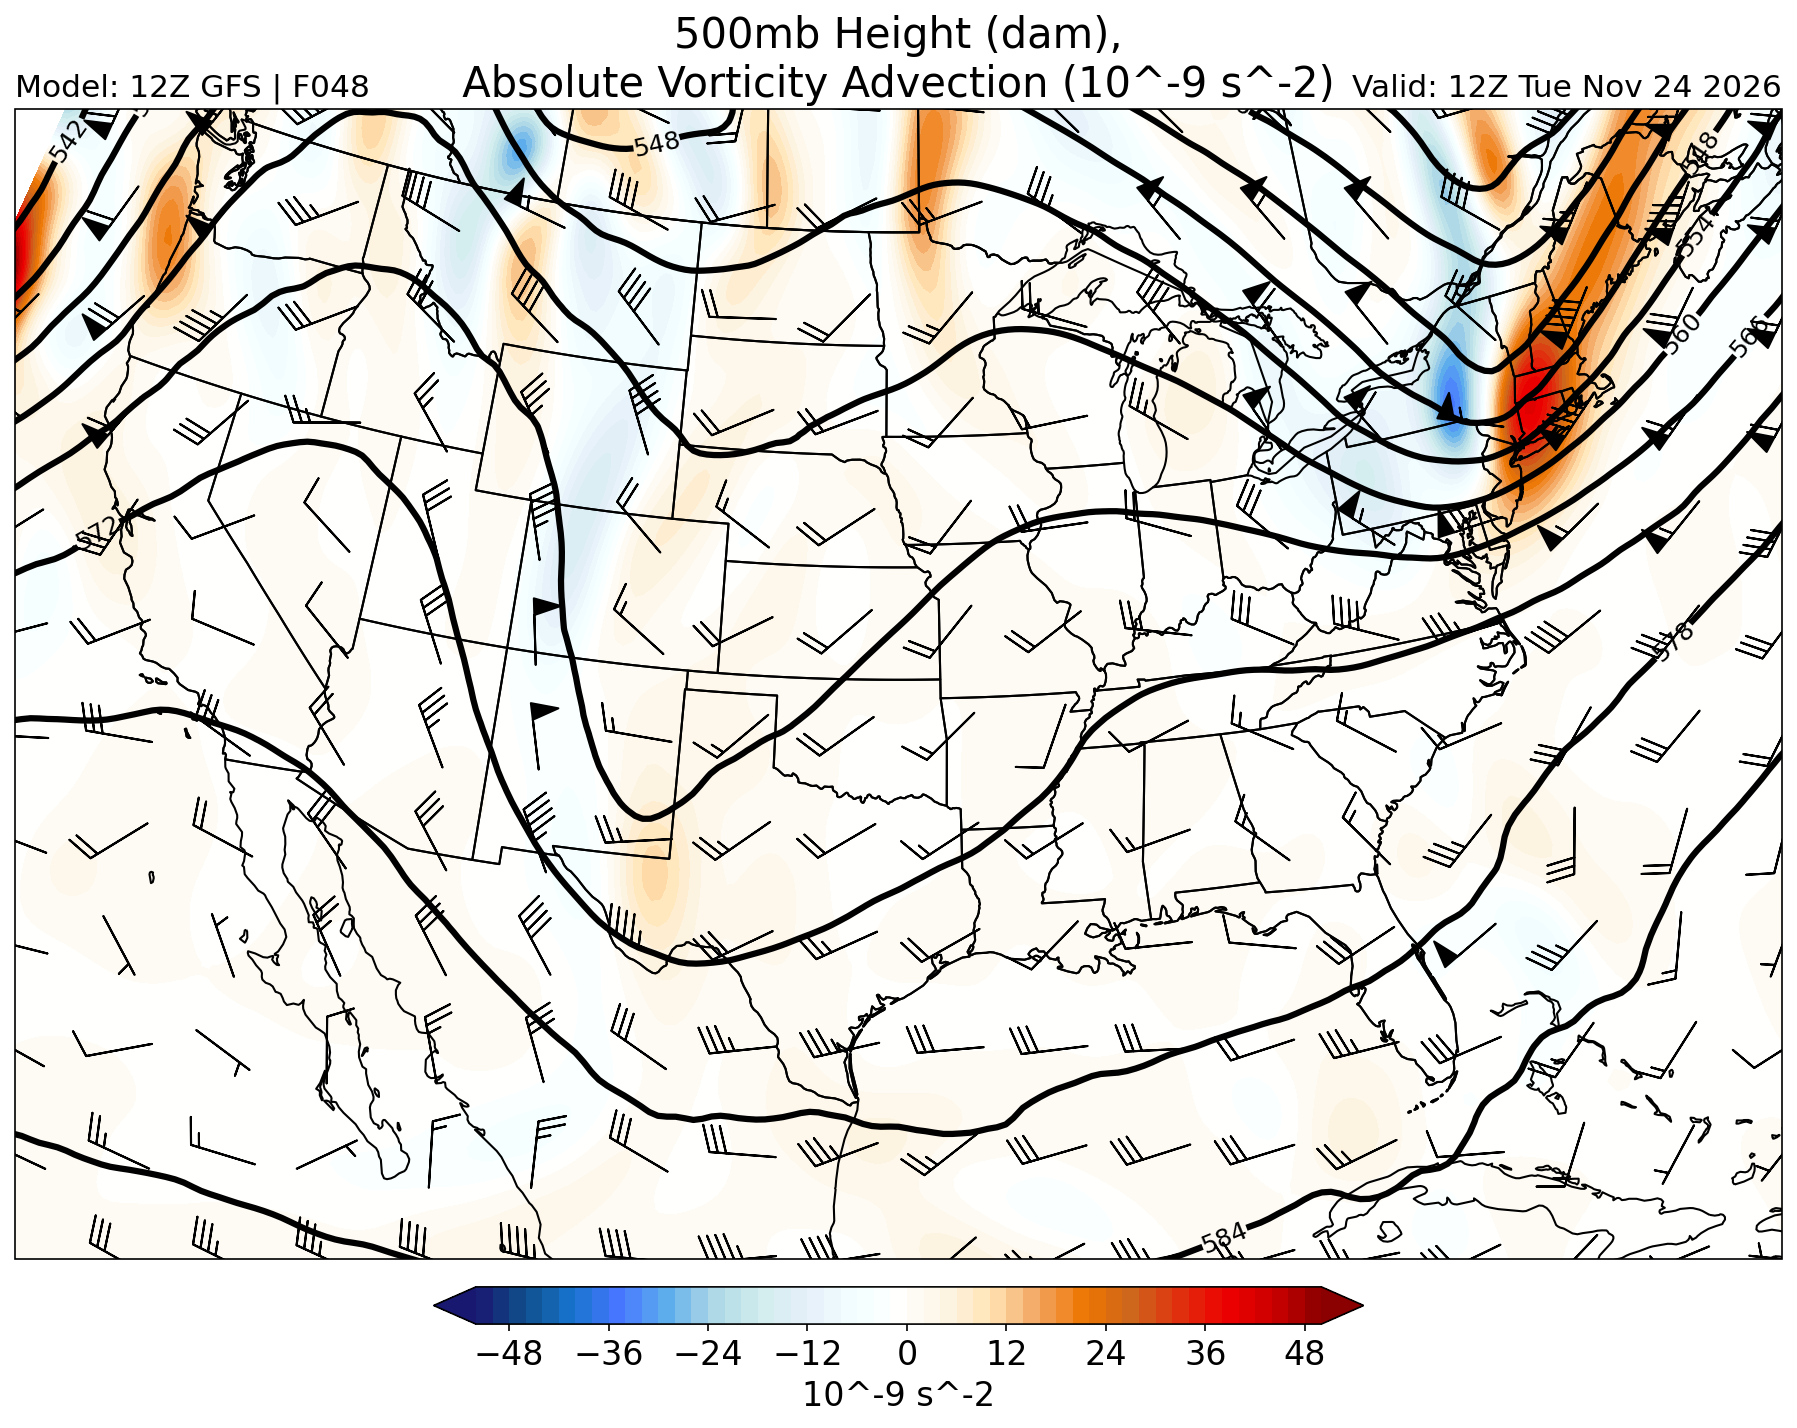 500mb Height (dam),
Model: 12Z GFS | F048
Absolute Vorticity Advection (10^-9 s^-2)
Valid: 12Z Tue Nov 24 2026
542
548
548
554
560
566
572
578
584
−48 −36 −24 −12 0 12 24 36 48
10^-9 s^-2